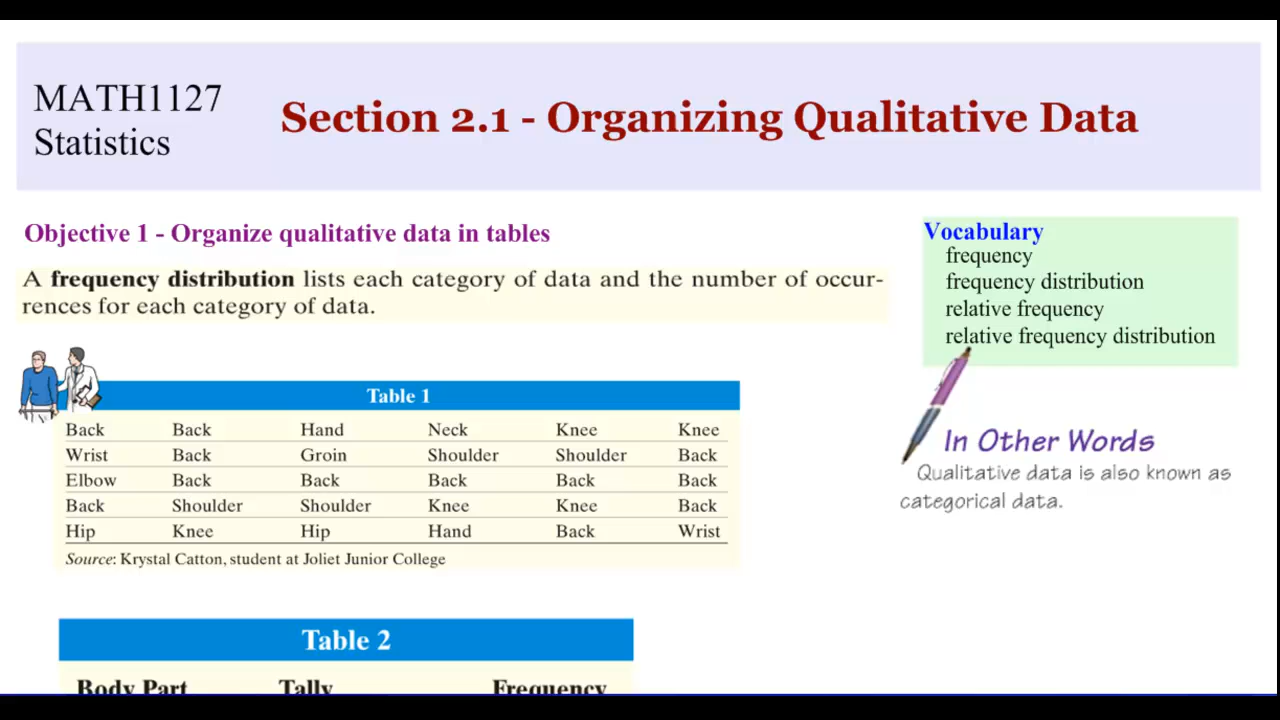 MATH1127
Statistics
Section 2.1 - Organizing Qualitative Data
Objective 1 - Organize qualitative data in tables
A frequency distribution lists each category of data and the number of occur-
rences for each category of data.
Vocabulary
frequency
frequency distribution
relative frequency
relative frequency distribution
In Other Words
Qualitative data is also known as
categorical data.
Table 1
Back Back Hand Neck Knee Knee
Wrist Back Groin Shoulder Shoulder Back
Elbow Back Back Back Back Back
Back Shoulder Shoulder Knee Knee Back
Hip Knee Hip Hand Back Wrist
Source: Krystal Catton, student at Joliet Junior College
Table 2
Body Part Tally Frequency